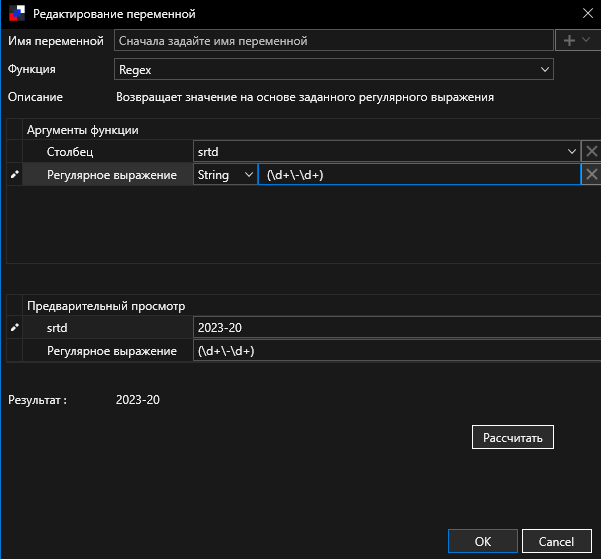 Редактирование переменной
Имя переменной Сначала задайте имя переменной
Функция Regex
Описание Возвращает значение на основе заданного регулярного выражения
Аргументы функции
Столбец srtd
Регулярное выражение String (\d+\-\d+)
Предварительный просмотр
srtd 2023-20
Регулярное выражение (\d+\-\d+)
Результат : 2023-20
Рассчитать
OK Cancel